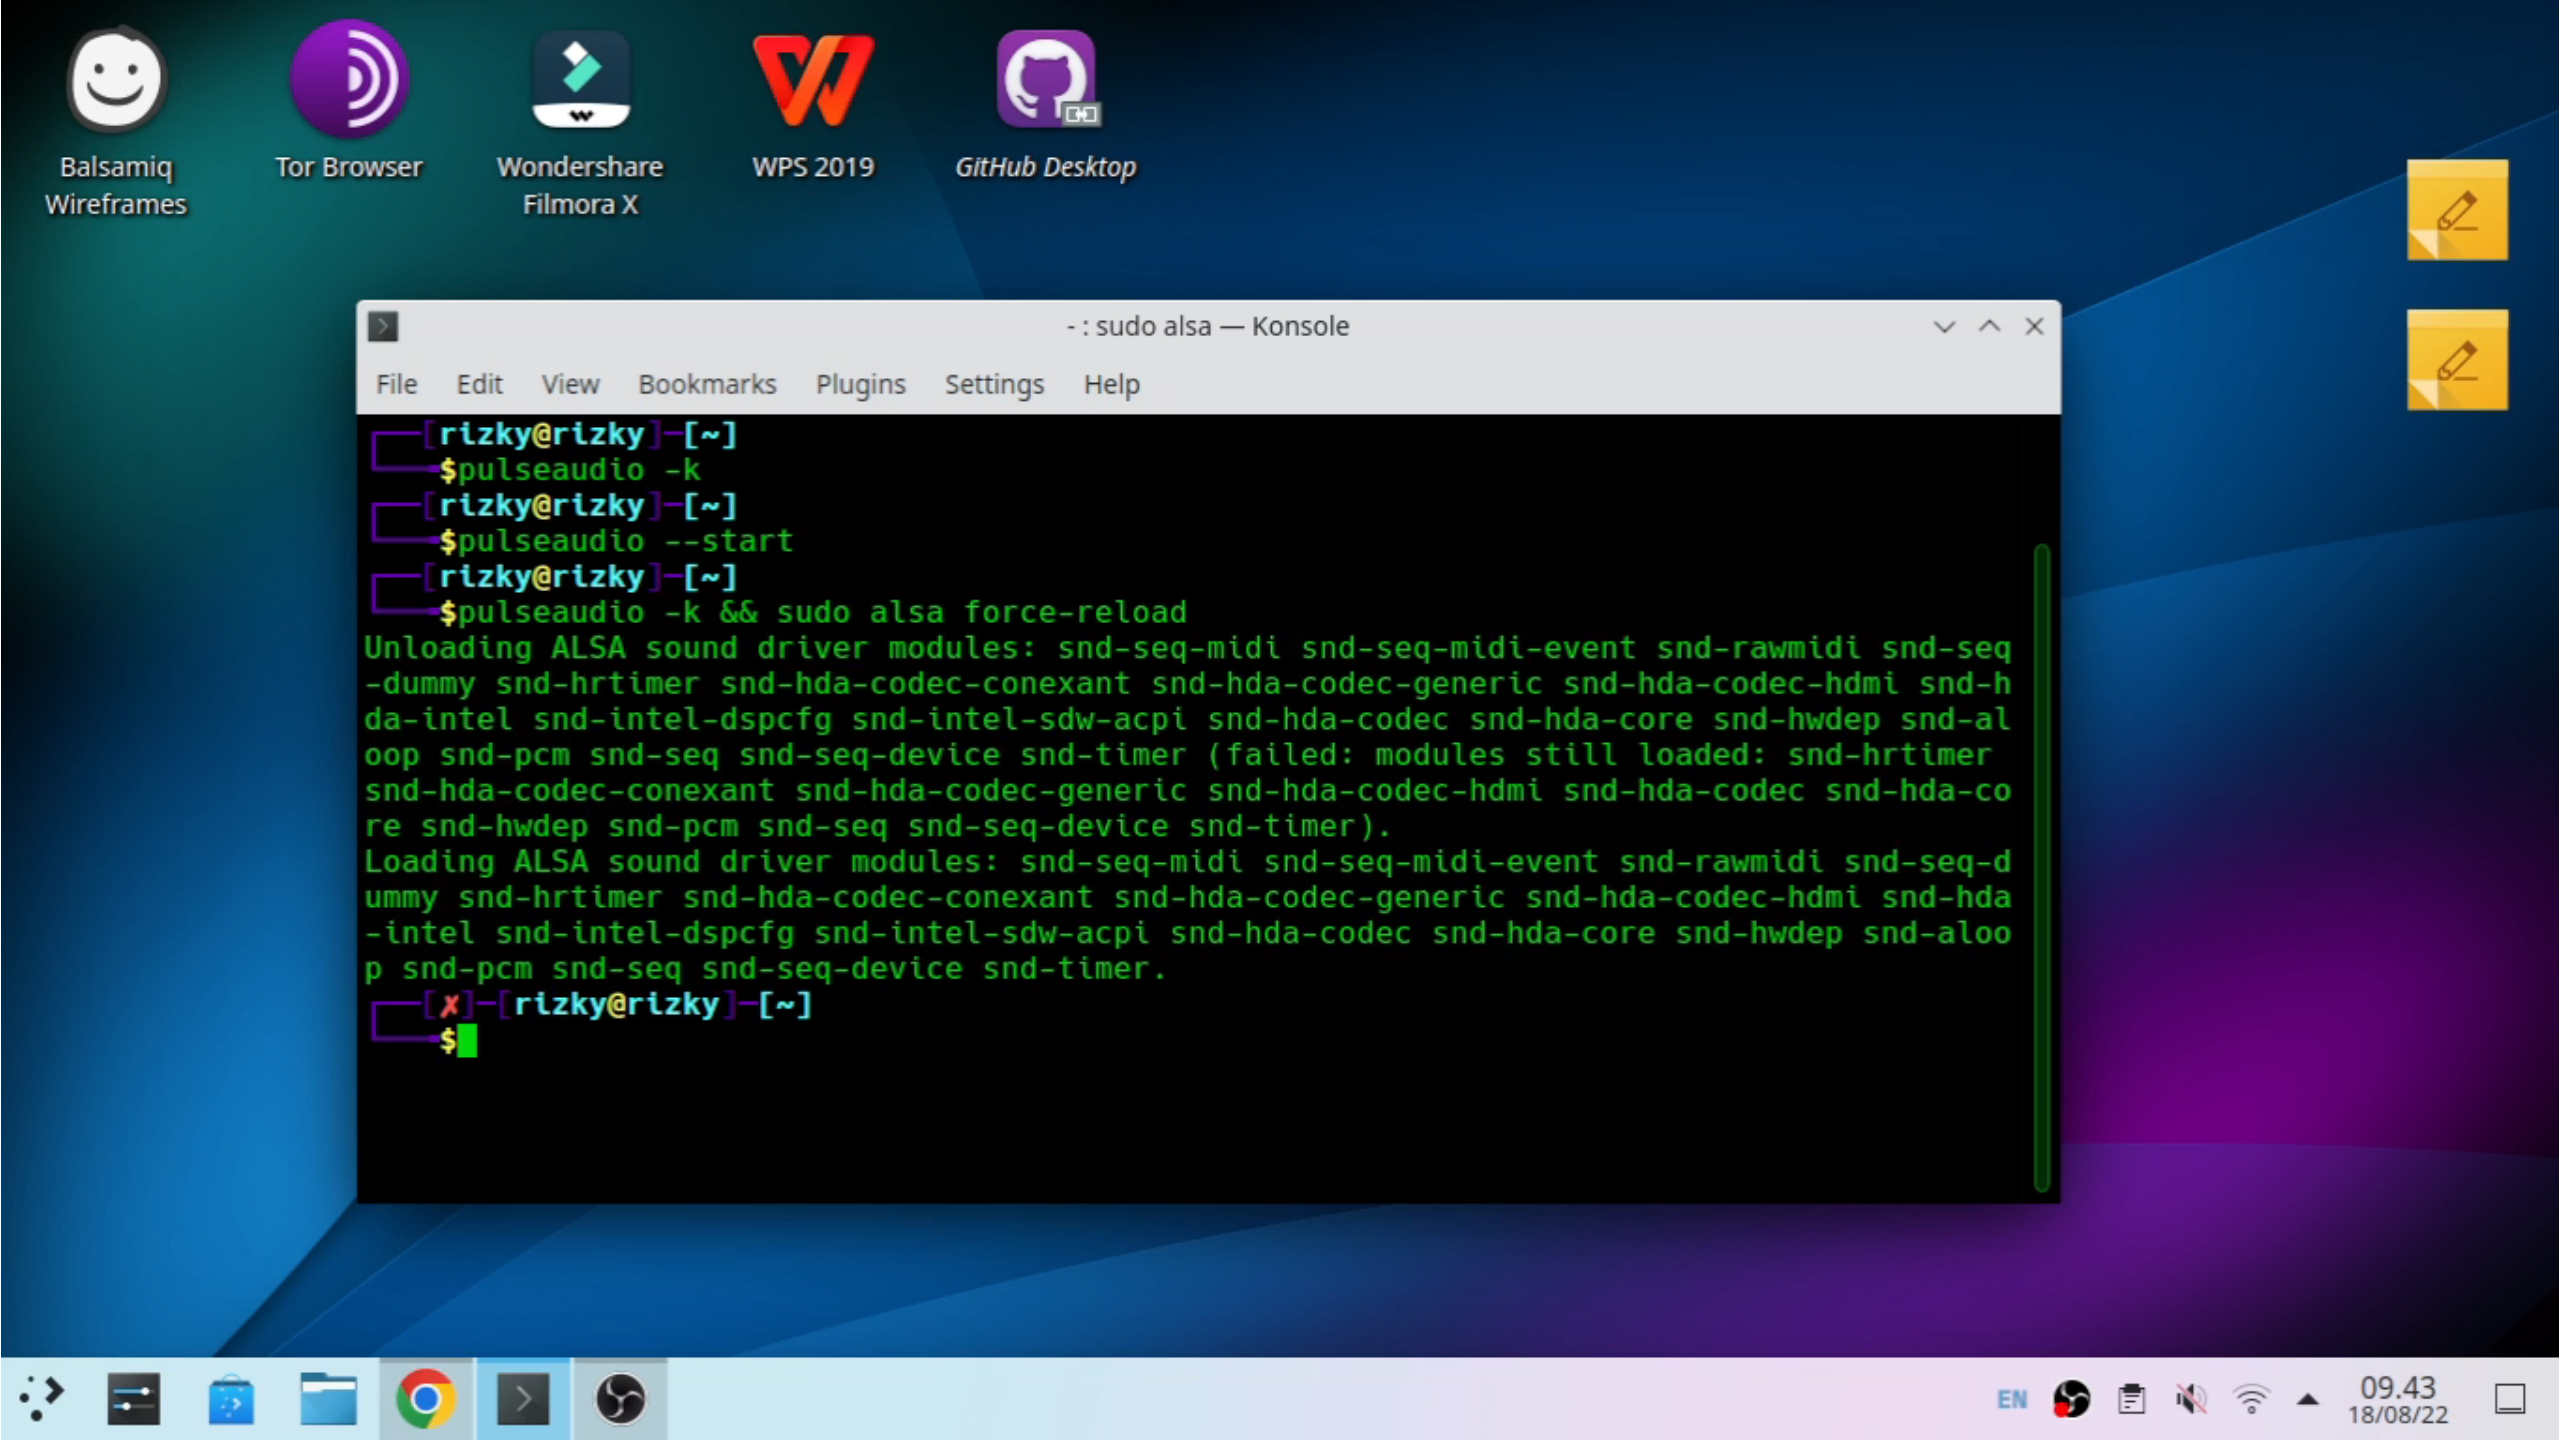 Balsamiq
Wireframes
Tor Browser
Wondershare
Filmora X
WPS 2019
GitHub Desktop
- : sudo alsa — Konsole
File Edit View Bookmarks Plugins Settings Help
[rizky@rizky]─[~]
$pulseaudio -k
[rizky@rizky]─[~]
$pulseaudio --start
[rizky@rizky]─[~]
$pulseaudio -k && sudo alsa force-reload
Unloading ALSA sound driver modules: snd-seq-midi snd-seq-midi-event snd-rawmidi snd-seq
-dummy snd-hrtimer snd-hda-codec-conexant snd-hda-codec-generic snd-hda-codec-hdmi snd-h
da-intel snd-intel-dspcfg snd-intel-sdw-acpi snd-hda-codec snd-hda-core snd-hwdep snd-al
oop snd-pcm snd-seq snd-seq-device snd-timer (failed: modules still loaded: snd-hrtimer
snd-hda-codec-conexant snd-hda-codec-generic snd-hda-codec-hdmi snd-hda-codec snd-hda-co
re snd-hwdep snd-pcm snd-seq snd-seq-device snd-timer).
Loading ALSA sound driver modules: snd-seq-midi snd-seq-midi-event snd-rawmidi snd-seq-d
ummy snd-hrtimer snd-hda-codec-conexant snd-hda-codec-generic snd-hda-codec-hdmi snd-hda
-intel snd-intel-dspcfg snd-intel-sdw-acpi snd-hda-codec snd-hda-core snd-hwdep snd-aloo
p snd-pcm snd-seq snd-seq-device snd-timer.
[✗]─[rizky@rizky]─[~]
$
EN
09.43
18/08/22